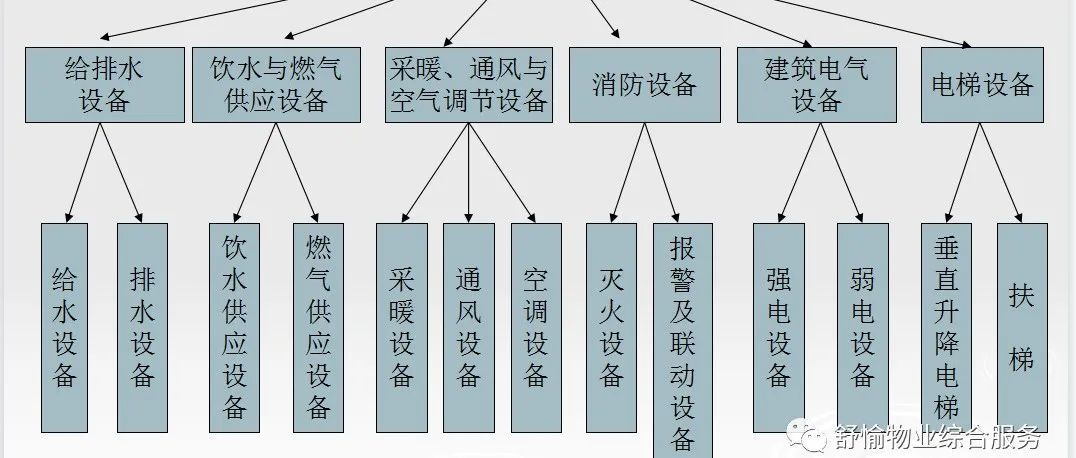 给排水
设备
饮水与燃气
供应设备
采暖、通风与
空气调节设备
消防设备
建筑电气
设备
电梯设备
给水设备
排水设备
饮水供应设备
燃气供应设备
采暖设备
通风设备
空调设备
灭火设备
报警及联动设备
强电设备
弱电设备
垂直升降电梯
扶梯
舒愉物业综合服务